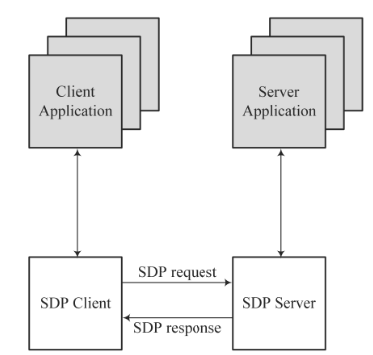 Client
Application
Server
Application
SDP request
SDP Client
SDP Server
SDP response